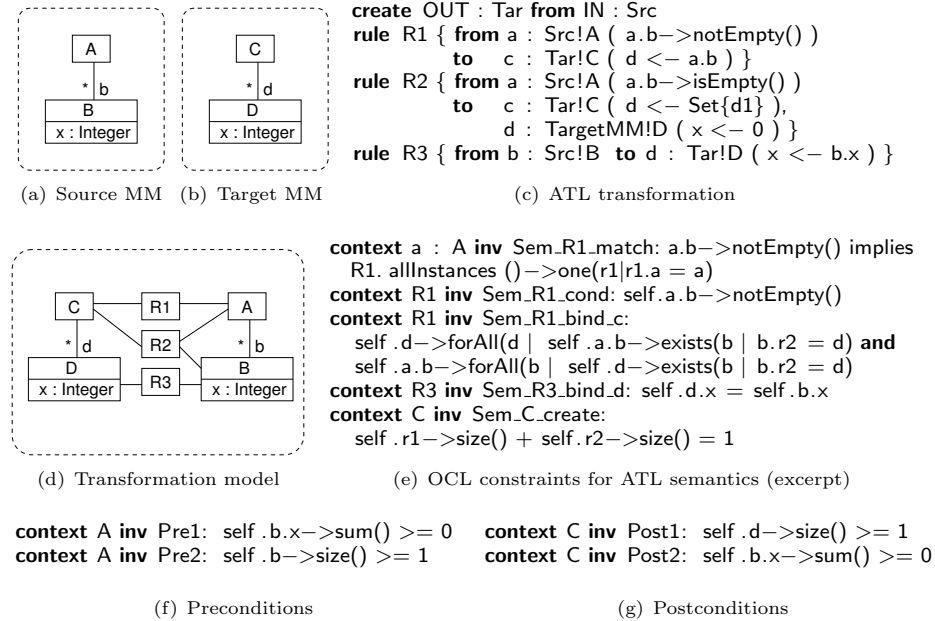 A
* b
B
x : Integer
(a) Source MM
C
* d
D
x : Integer
(b) Target MM
create OUT : Tar from IN : Src
rule R1 { from a : Src!A ( a.b−>notEmpty() )
to c : Tar!C ( d <− a.b ) }
rule R2 { from a : Src!A ( a.b−>isEmpty() )
to c : Tar!C ( d <− Set{d1} ),
d : TargetMM!D ( x <− 0 ) }
rule R3 { from b : Src!B to d : Tar!D ( x <− b.x ) }
(c) ATL transformation
C R1 A
R2
* d * b
D B
x : Integer R3 x : Integer
(d) Transformation model
context a : A inv Sem_R1_match: a.b−>notEmpty() implies
R1. allInstances ()−>one(r1|r1.a = a)
context R1 inv Sem_R1_cond: self.a.b−>notEmpty()
context R1 inv Sem_R1_bind_c:
self .d−>forAll(d | self .a.b−>exists(b | b.r2 = d) and
self .a.b−>forAll(b | self .d−>exists(b | b.r2 = d)
context R3 inv Sem_R3_bind_d: self.d.x = self.b.x
context C inv Sem_C_create:
self .r1−>size() + self.r2−>size() = 1
(e) OCL constraints for ATL semantics (excerpt)
context A inv Pre1: self .b.x−>sum() >= 0
context A inv Pre2: self .b−>size() >= 1
(f) Preconditions
context C inv Post1: self .d−>size() >= 1
context C inv Post2: self .b.x−>sum() >= 0
(g) Postconditions